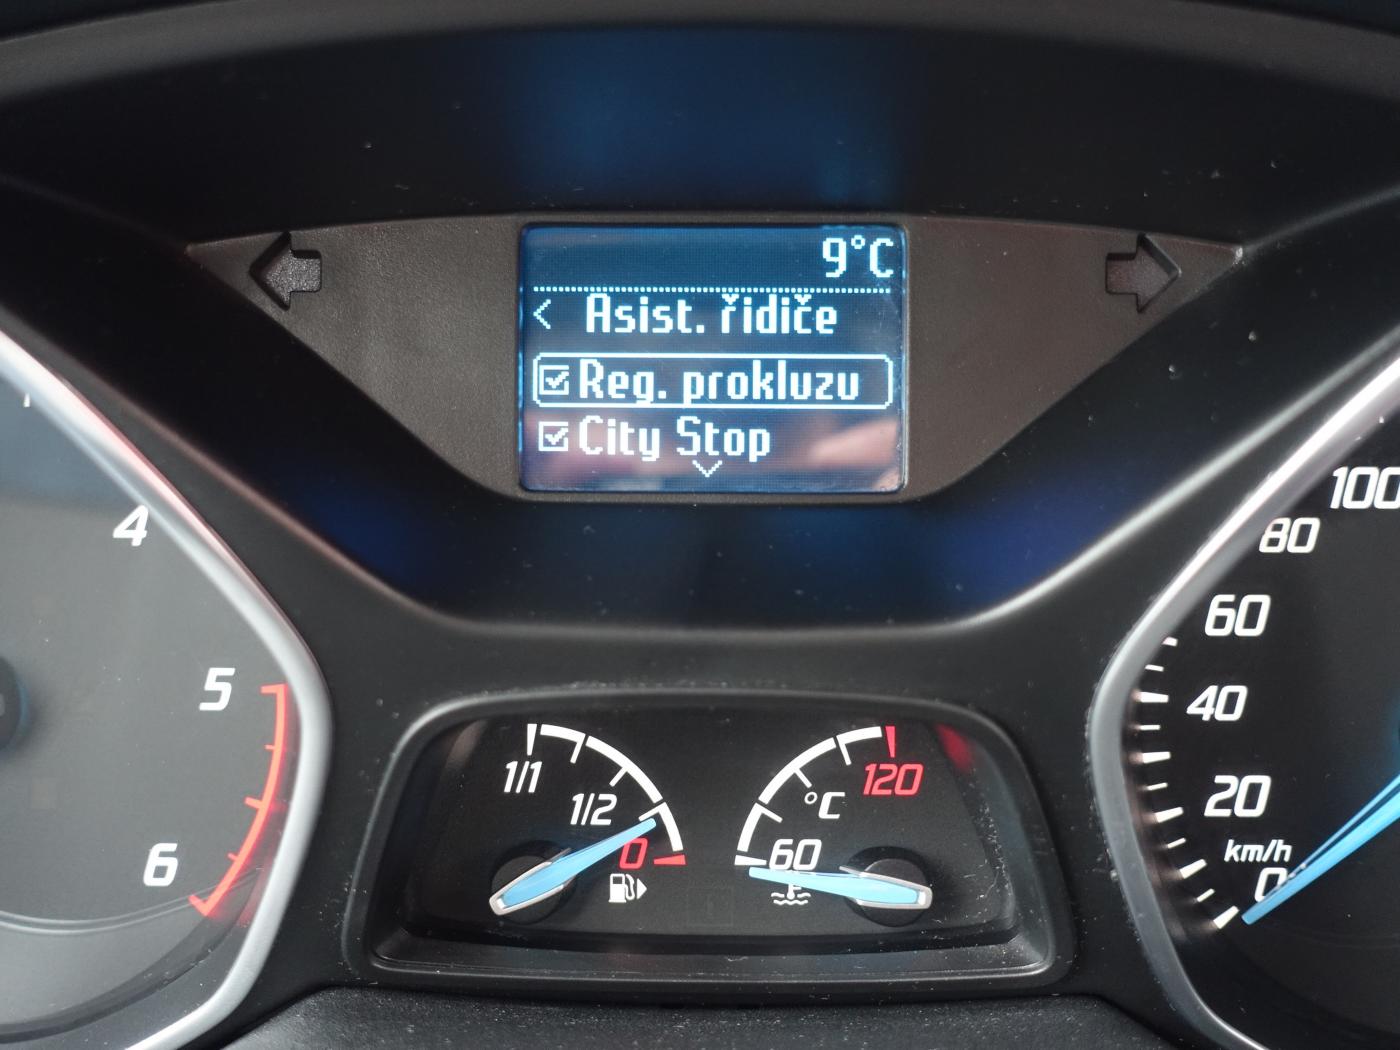 9°C
< Asist. řidiče
Reg. prokluzu
City Stop
4
5
6
1/1
1/2
0
°C
120
60
100
80
60
40
20
km/h
0